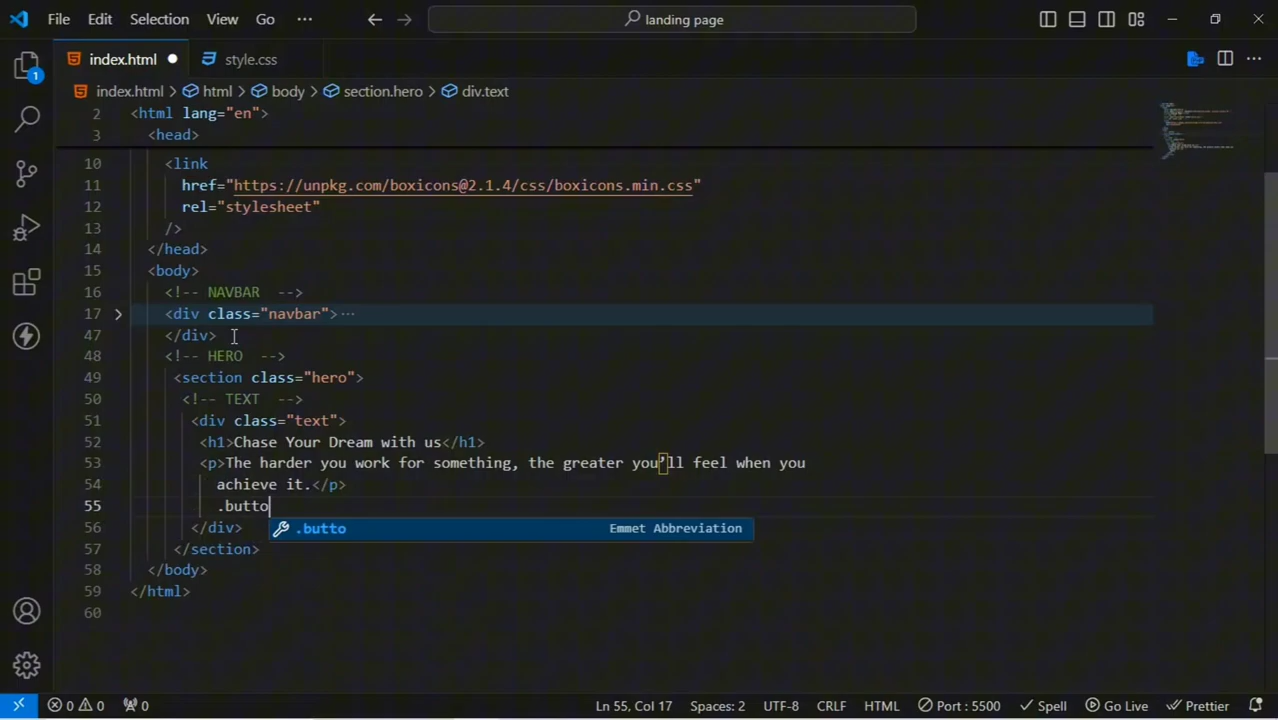 File Edit Selection View Go ··· landing page
index.html style.css
index.html > html > body > section.hero > div.text
1
2 <html lang="en">
3 <head>
10 <link
11 href="https://unpkg.com/boxicons@2.1.4/css/boxicons.min.css"
12 rel="stylesheet"
13 />
14 </head>
15 <body>
16 <!-- NAVBAR -->
17 <div class="navbar">···
47 </div>
48 <!-- HERO -->
49 <section class="hero">
50 <!-- TEXT -->
51 <div class="text">
52 <h1>Chase Your Dream with us</h1>
53 <p>The harder you work for something, the greater you’ll feel when you
54 achieve it.</p>
55 .butto
.butto Emmet Abbreviation
56 </div>
57 </section>
58 </body>
59 </html>
60
0 0 0 Ln 55, Col 17 Spaces: 2 UTF-8 CRLF HTML Port : 5500 Spell Go Live Prettier